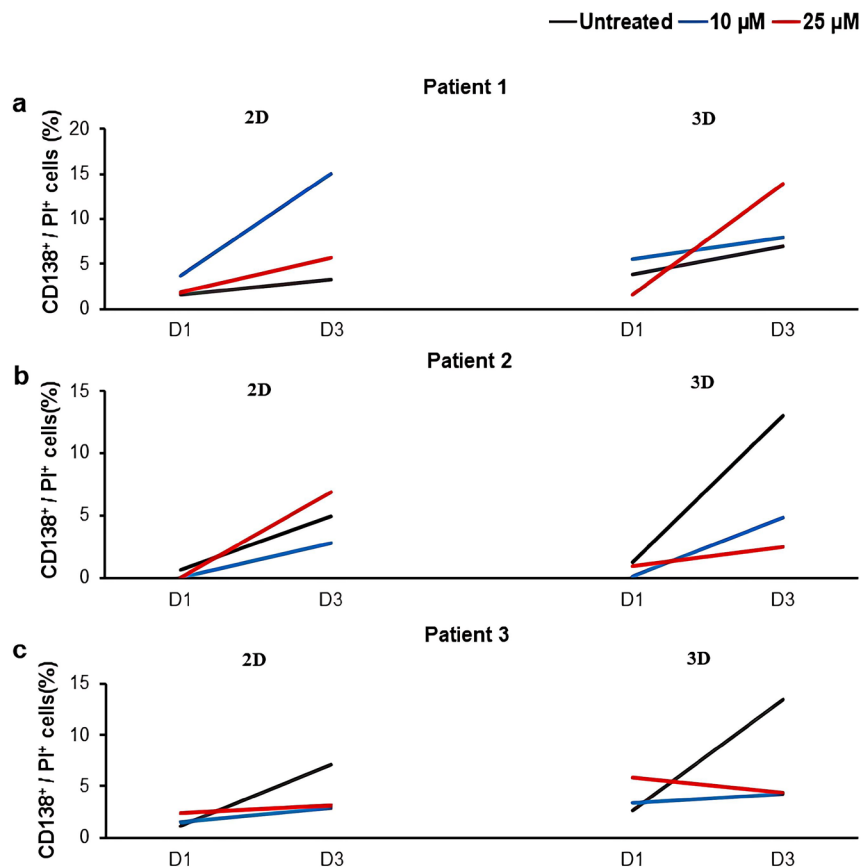 Untreated 10 µM 25 µM
Patient 1
a
2D 3D
CD138⁺ / PI⁺ cells (%)
20
15
10
5
0
D1 D3 D1 D3
Patient 2
b
2D 3D
CD138⁺ / PI⁺ cells(%)
15
10
5
0
D1 D3 D1 D3
Patient 3
c
2D 3D
CD138⁺ / PI⁺ cells(%)
15
10
5
0
D1 D3 D1 D3